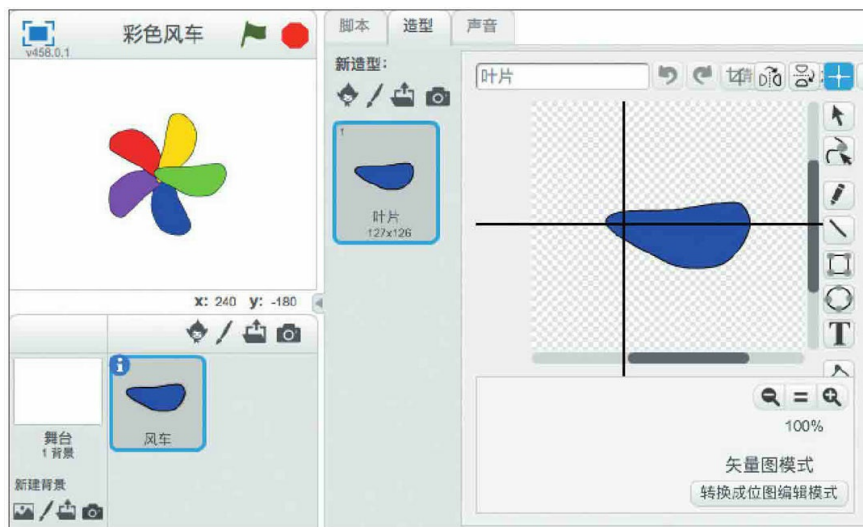 彩色风车
v458.0.1
脚本 造型 声音
新造型：
叶片
1
叶片
127x126
x: 240 y: -180
舞台
1 背景
新建背景
风车
T
100%
矢量图模式
转换成位图编辑模式